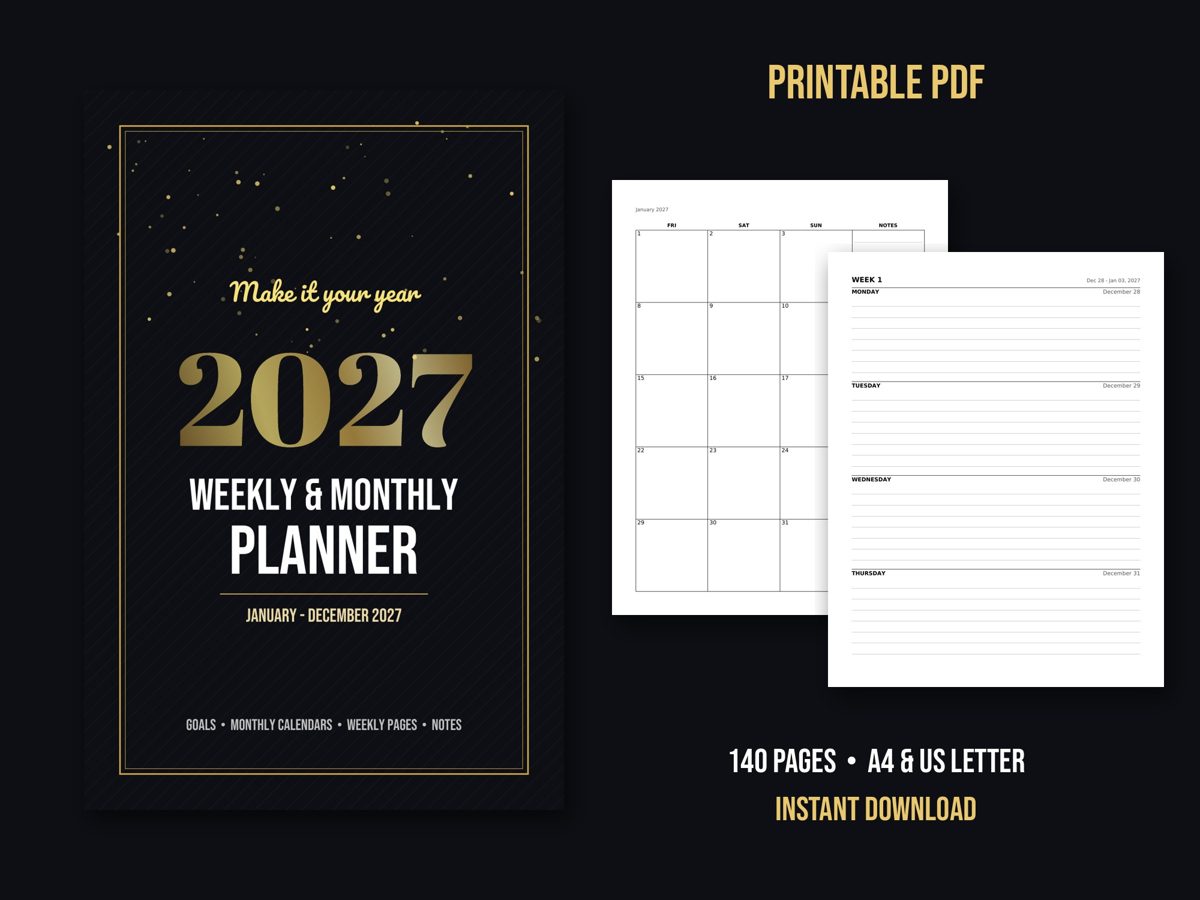 PRINTABLE PDF
Make it your year
2027
WEEKLY & MONTHLY
PLANNER
JANUARY - DECEMBER 2027
GOALS • MONTHLY CALENDARS • WEEKLY PAGES • NOTES
January 2027
FRI SAT SUN NOTES
1 2 3
8 9 10
15 16 17
22 23 24
29 30 31
WEEK 1 Dec 28 - Jan 03, 2027
MONDAY December 28
TUESDAY December 29
WEDNESDAY December 30
THURSDAY December 31
140 PAGES • A4 & US LETTER
INSTANT DOWNLOAD